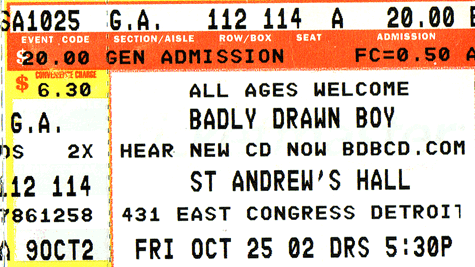 SA1025 G.A. 112 114 A 20.00 E
EVENT CODE SECTION/AISLE ROW/BOX SEAT ADMISSION
$20.00 GEN ADMISSION FC=0.50 A
CONVENIENCE CHARGE
$ 6.30 ALL AGES WELCOME
G.A. BADLY DRAWN BOY
DS 2X HEAR NEW CD NOW BDBCD.COM
112 114 ST ANDREW'S HALL
7861258 431 EAST CONGRESS DETROIT
A 9OCT2 FRI OCT 25 02 DRS 5:30P